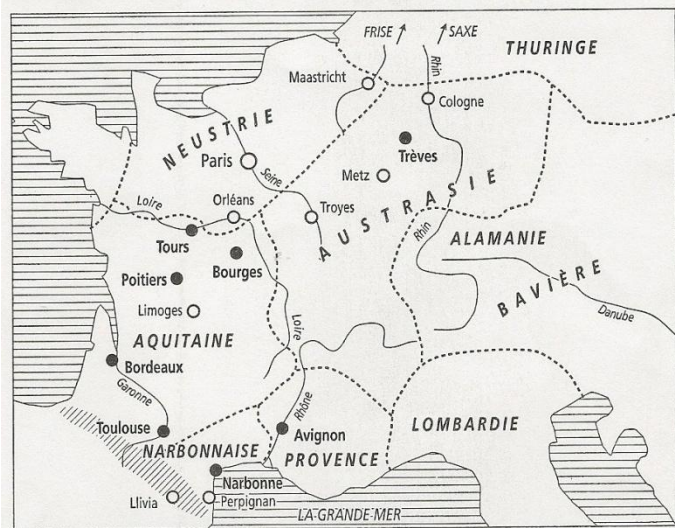 FRISE
SAXE
THURINGE
Maastricht
Rhin
Cologne
NEUSTRIE
Paris
Trèves
Metz
Seine
AUSTRASIE
Loire
Orléans
Troyes
Tours
Bourges
Rhin
ALAMANIE
Poitiers
BAVIÈRE
Limoges
Loire
Danube
AQUITAINE
Bordeaux
Garonne
Rhône
LOMBARDIE
Toulouse
Avignon
NARBONNAISE
PROVENCE
Narbonne
Llivia
Perpignan
LA GRANDE MER